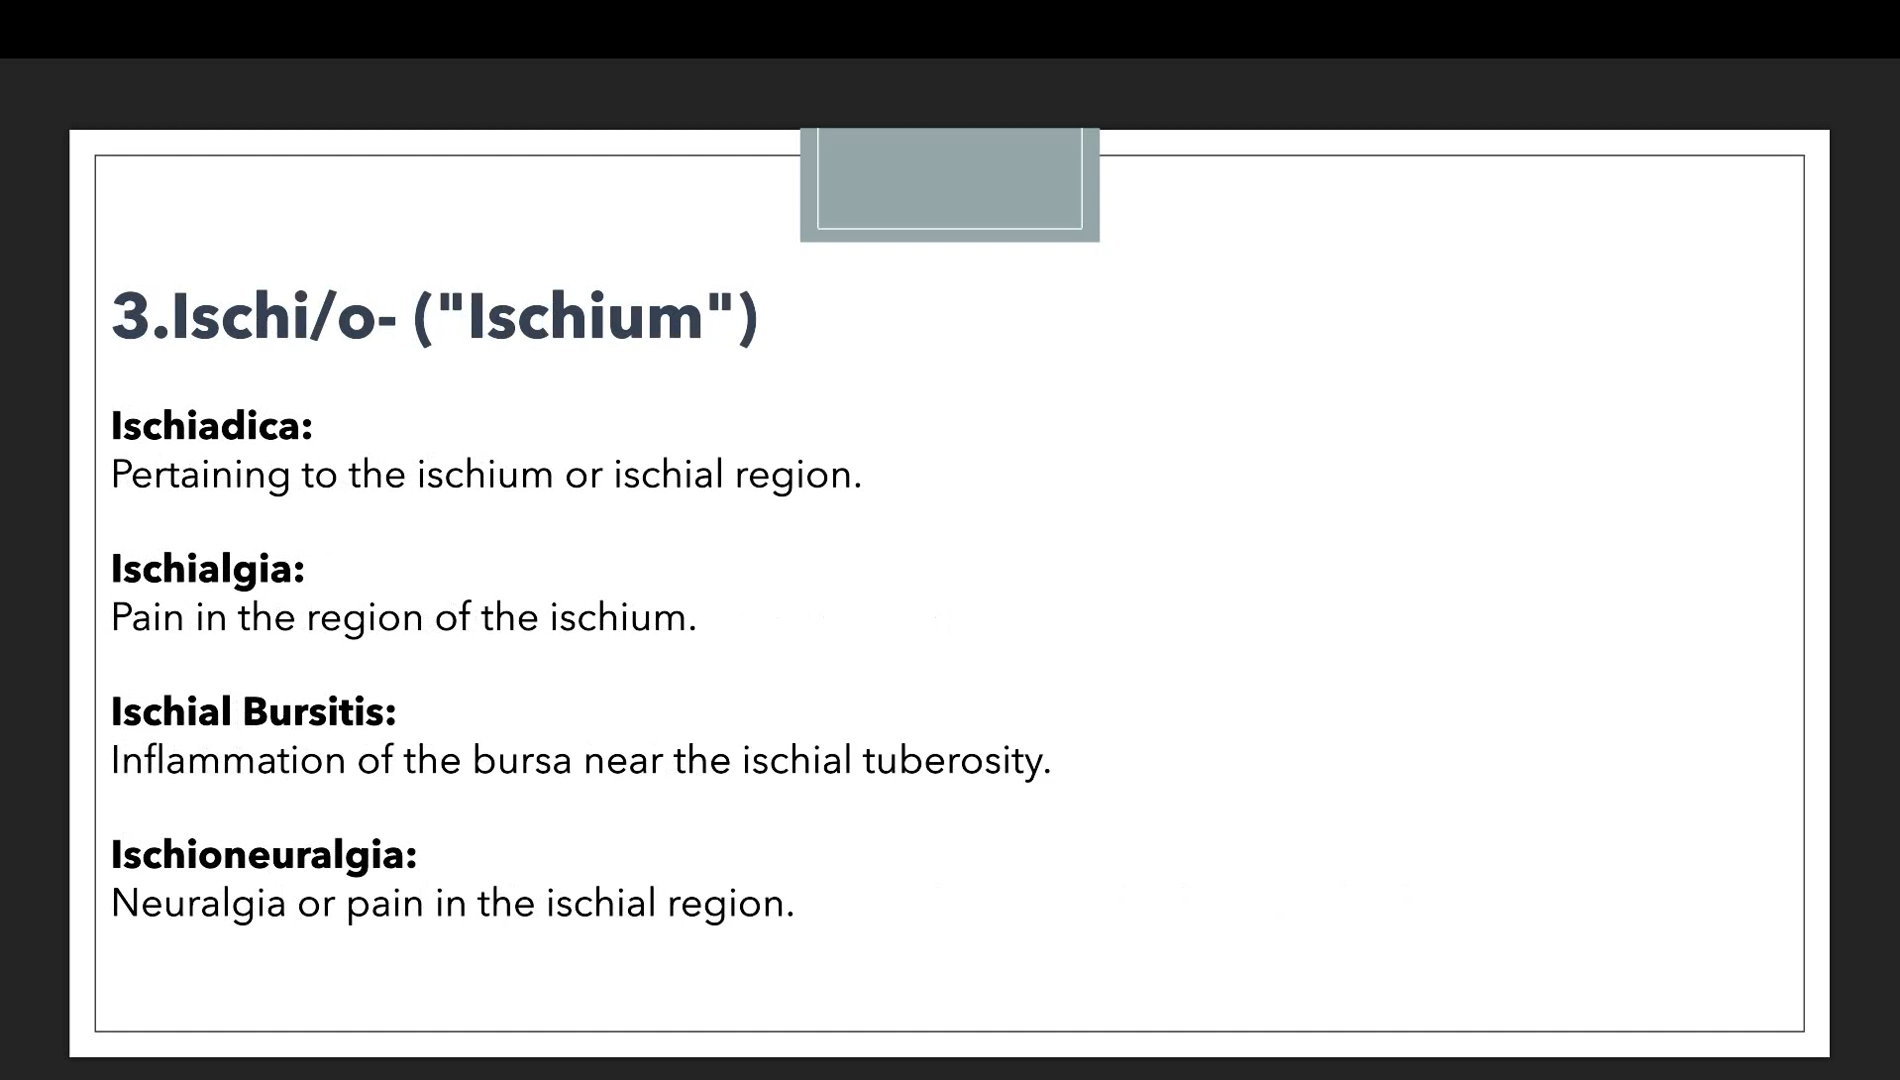 3.Ischi/o- ("Ischium")
Ischiadica:
Pertaining to the ischium or ischial region.
Ischialgia:
Pain in the region of the ischium.
Ischial Bursitis:
Inflammation of the bursa near the ischial tuberosity.
Ischioneuralgia:
Neuralgia or pain in the ischial region.